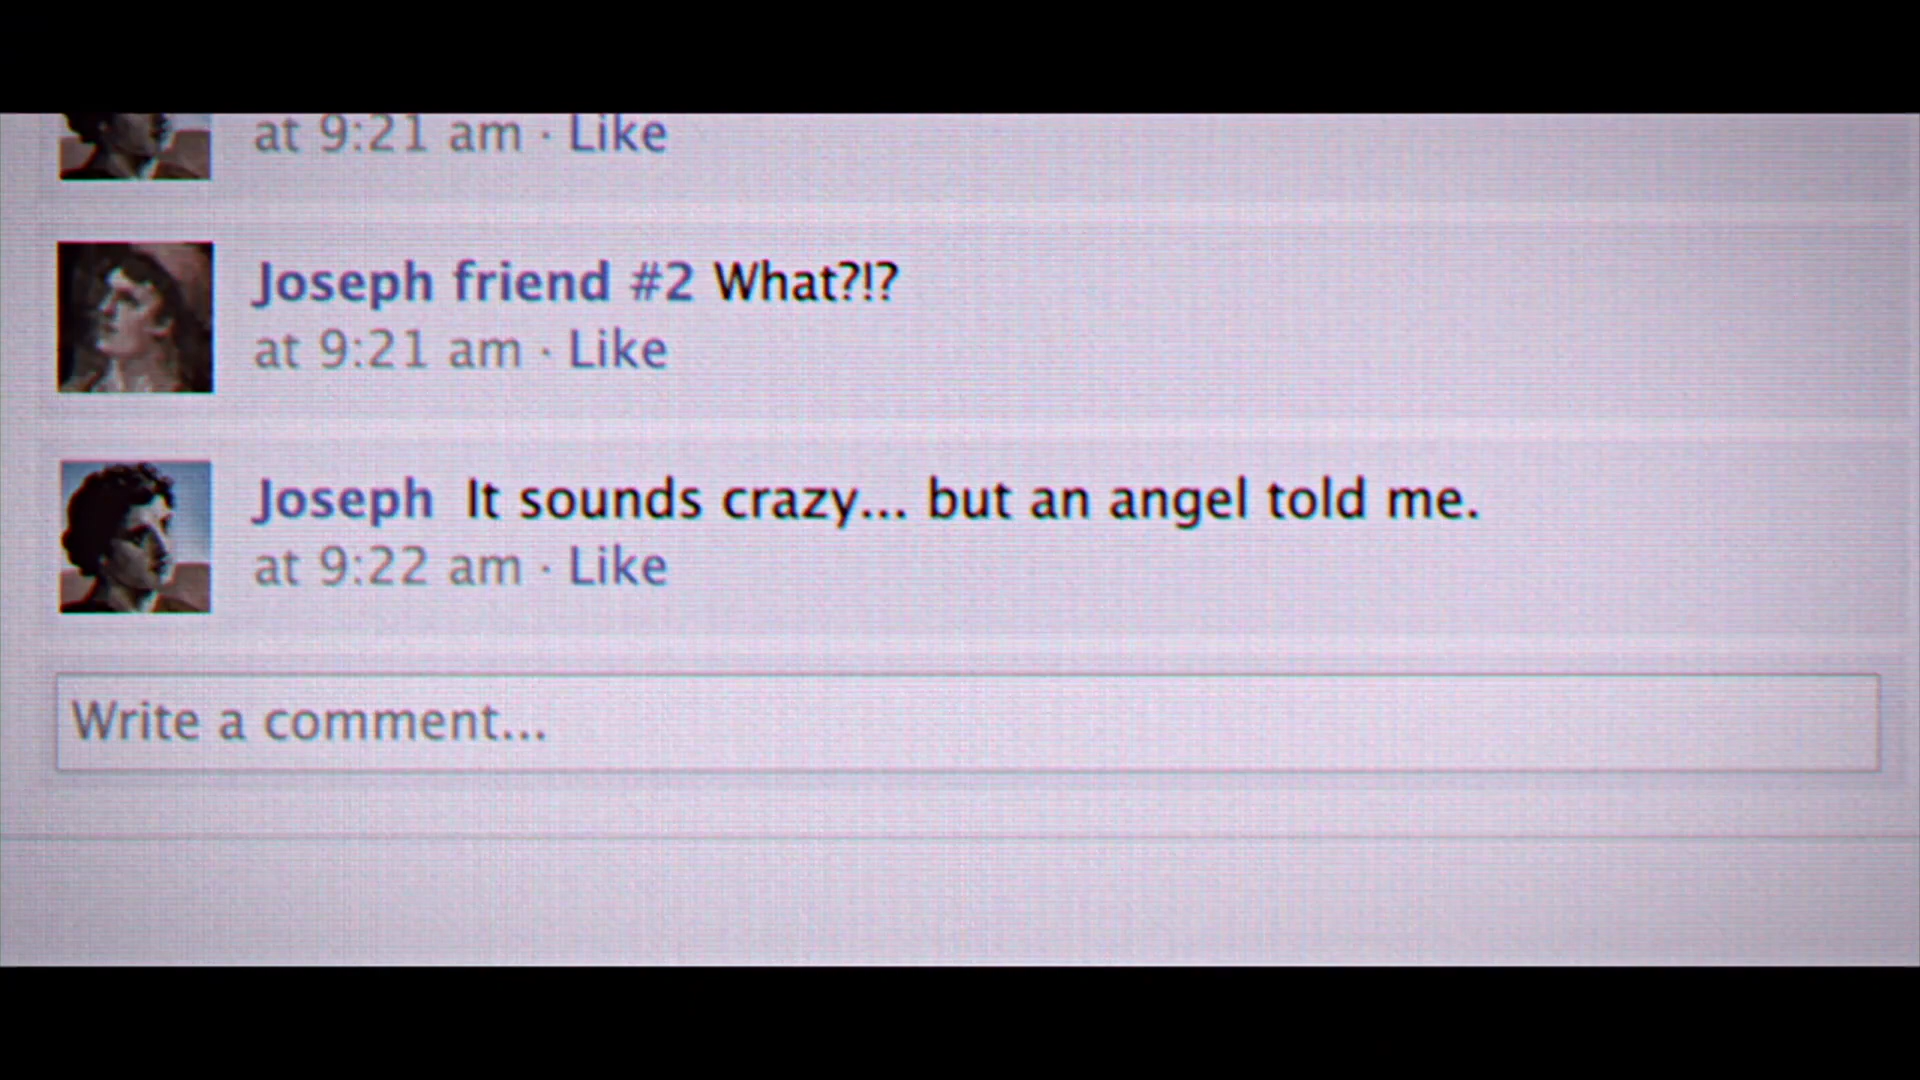 at 9:21 am · Like
Joseph friend #2 What?!?
at 9:21 am · Like
Joseph It sounds crazy... but an angel told me.
at 9:22 am · Like
Write a comment...